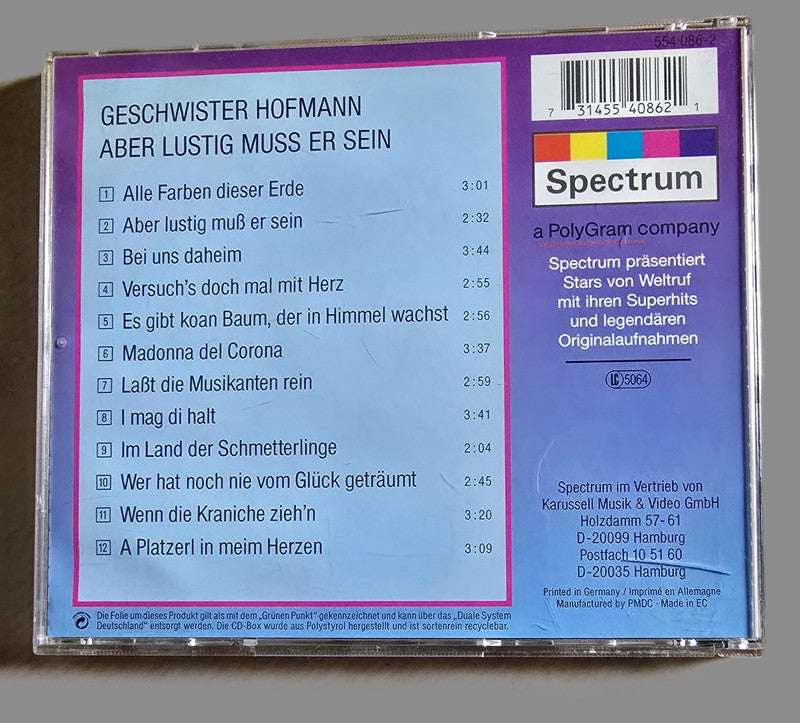 554 086-2
GESCHWISTER HOFMANN
ABER LUSTIG MUSS ER SEIN
1 Alle Farben dieser Erde 3:01
2 Aber lustig muß er sein 2:32
3 Bei uns daheim 3:44
4 Versuch's doch mal mit Herz 2:55
5 Es gibt koan Baum, der in Himmel wachst 2:56
6 Madonna del Corona 3:37
7 Laßt die Musikanten rein 2:59
8 I mag di halt 3:41
9 Im Land der Schmetterlinge 2:04
10 Wer hat noch nie vom Glück geträumt 2:45
11 Wenn die Kraniche zieh'n 3:20
12 A Platzerl in meim Herzen 3:09
Die Folie um dieses Produkt gilt als mit dem „Grünen Punkt" gekennzeichnet und kann über das „Duale System
Deutschland" entsorgt werden. Die CD-Box wurde aus Polystyrol hergestellt und ist sortenrein recyclebar.
7 31455 40862 1
Spectrum
a PolyGram company
Spectrum präsentiert
Stars von Weltruf
mit ihren Superhits
und legendären
Originalaufnahmen
LC 5064
Spectrum im Vertrieb von
Karussell Musik & Video GmbH
Holzdamm 57-61
D-20099 Hamburg
Postfach 10 51 60
D-20035 Hamburg
Printed in Germany / Imprimé en Allemagne
Manufactured by PMDC · Made in EC